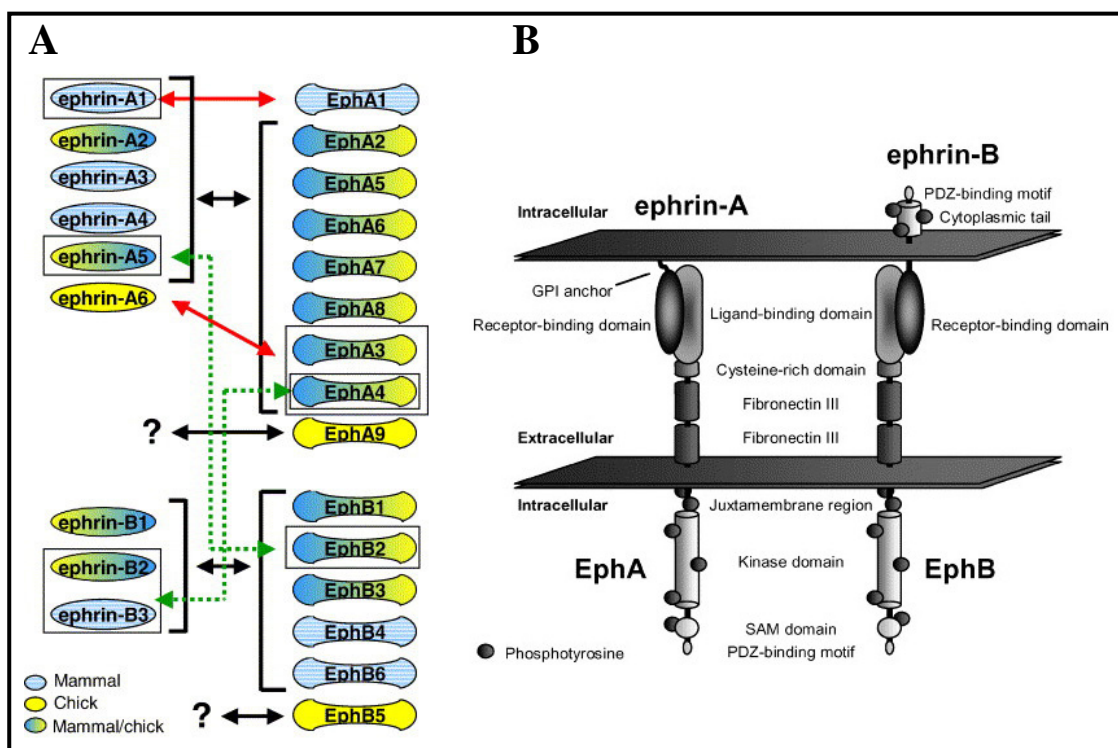 A
ephrin-A1
ephrin-A2
ephrin-A3
ephrin-A4
ephrin-A5
ephrin-A6
?
ephrin-B1
ephrin-B2
ephrin-B3
Mammal
Chick
Mammal/chick
?
EphA1
EphA2
EphA5
EphA6
EphA7
EphA8
EphA3
EphA4
EphA9
EphB1
EphB2
EphB3
EphB4
EphB6
EphB5
B
ephrin-B
PDZ-binding motif
Cytoplasmic tail
ephrin-A
Intracellular
GPI anchor
Receptor-binding domain
Ligand-binding domain
Receptor-binding domain
Cysteine-rich domain
Fibronectin III
Extracellular
Fibronectin III
Intracellular
Juxtamembrane region
EphA
Kinase domain
EphB
SAM domain
Phosphotyrosine
PDZ-binding motif